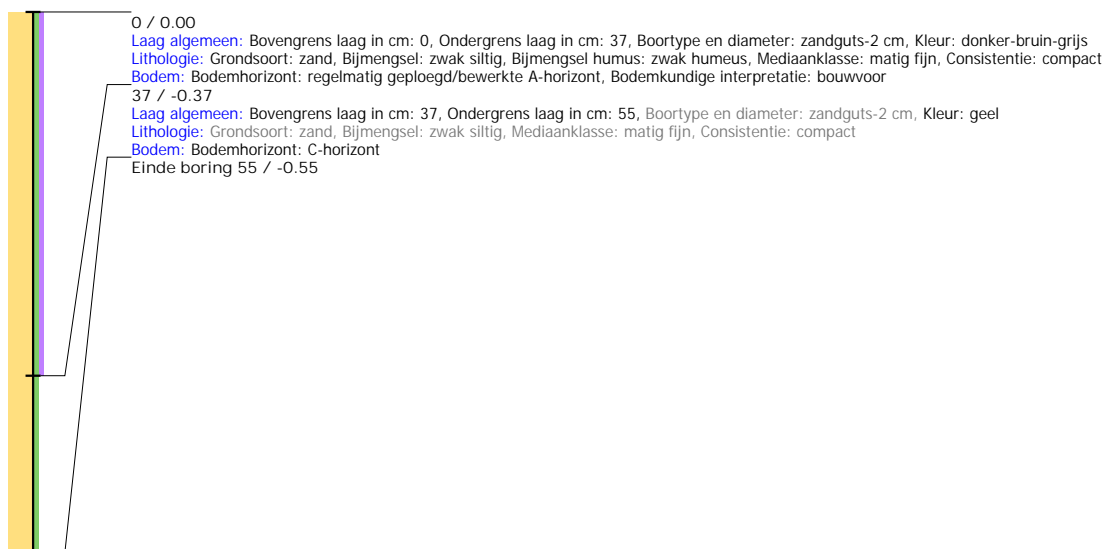 0 / 0.00
Laag algemeen: Bovengrens laag in cm: 0, Ondergrens laag in cm: 37, Boortype en diameter: zandguts-2 cm, Kleur: donker-bruin-grijs
Lithologie: Grondsoort: zand, Bijmengsel: zwak siltig, Bijmengsel humus: zwak humeus, Mediaanklasse: matig fijn, Consistentie: compact
Bodem: Bodemhorizont: regelmatig geploegd/bewerkte A-horizont, Bodemkundige interpretatie: bouwvoor
37 / -0.37
Laag algemeen: Bovengrens laag in cm: 37, Ondergrens laag in cm: 55, Boortype en diameter: zandguts-2 cm, Kleur: geel
Lithologie: Grondsoort: zand, Bijmengsel: zwak siltig, Mediaanklasse: matig fijn, Consistentie: compact
Bodem: Bodemhorizont: C-horizont
Einde boring 55 / -0.55